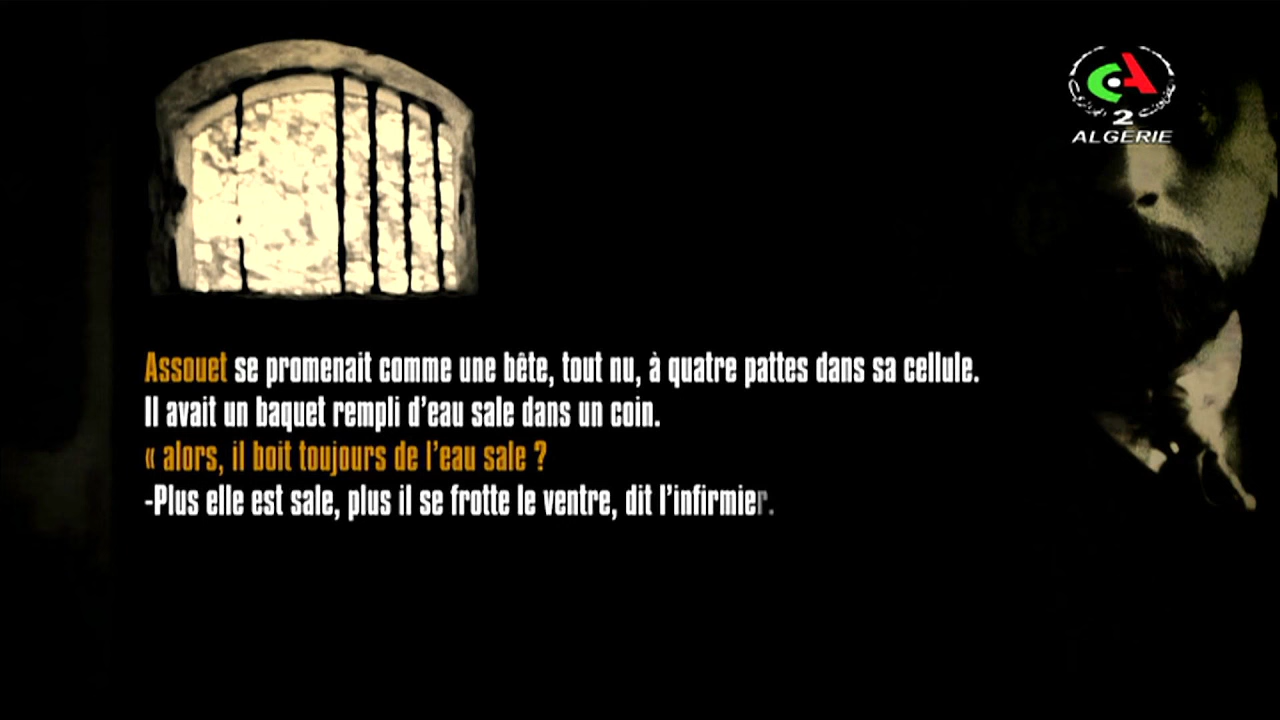 2
ALGERIE
Assouet se promenait comme une bête, tout nu, à quatre pattes dans sa cellule.
Il avait un baquet rempli d'eau sale dans un coin.
« alors, il boit toujours de l'eau sale ?
-Plus elle est sale, plus il se frotte le ventre, dit l'infirmier.